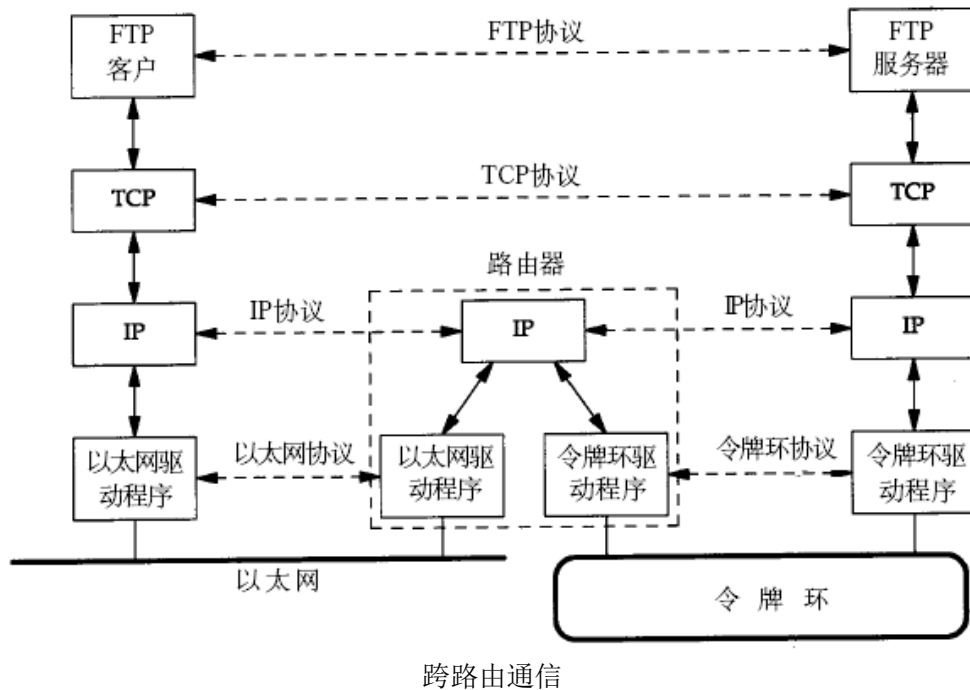 FTP
客户
FTP协议
FTP
服务器
TCP
TCP协议
TCP
路由器
IP
IP协议
IP
IP协议
IP
以太网驱
动程序
以太网协议
以太网驱
动程序
令牌环驱
动程序
令牌环协议
令牌环驱
动程序
以太网
令牌环
跨路由通信